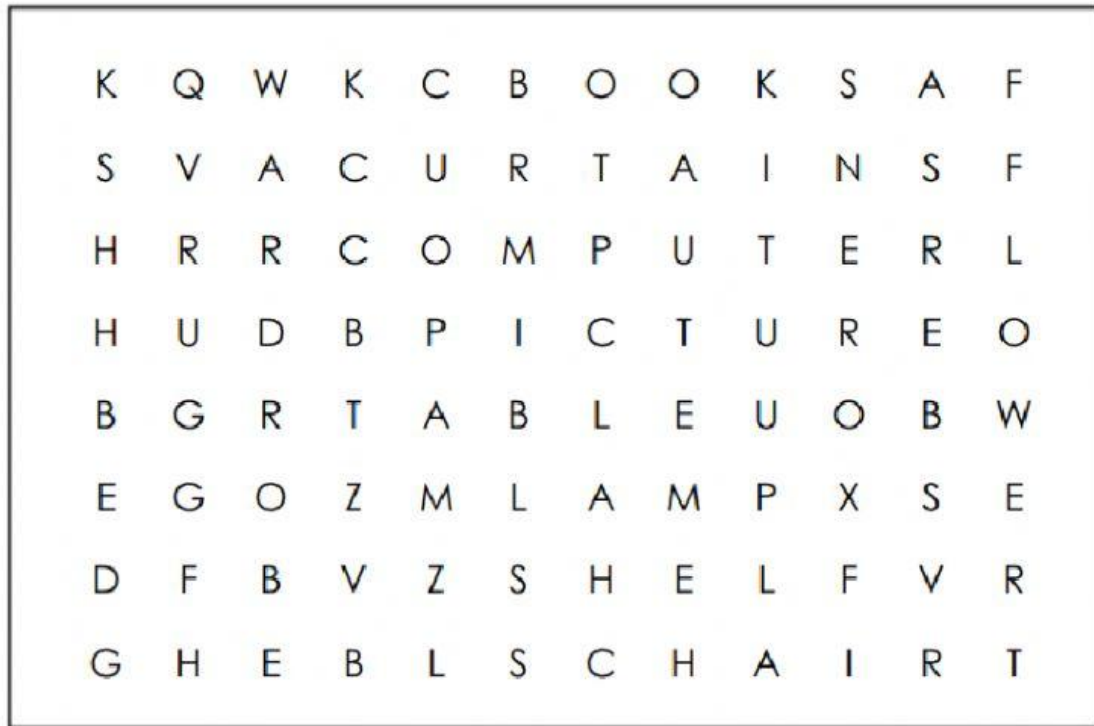 K Q W K C B O O K S A F
S V A C U R T A I N S F
H R R C O M P U T E R L
H U D B P I C T U R E O
B G R T A B L E U O B W
E G O Z M L A M P X S E
D F B V Z S H E L F V R
G H E B L S C H A I R T